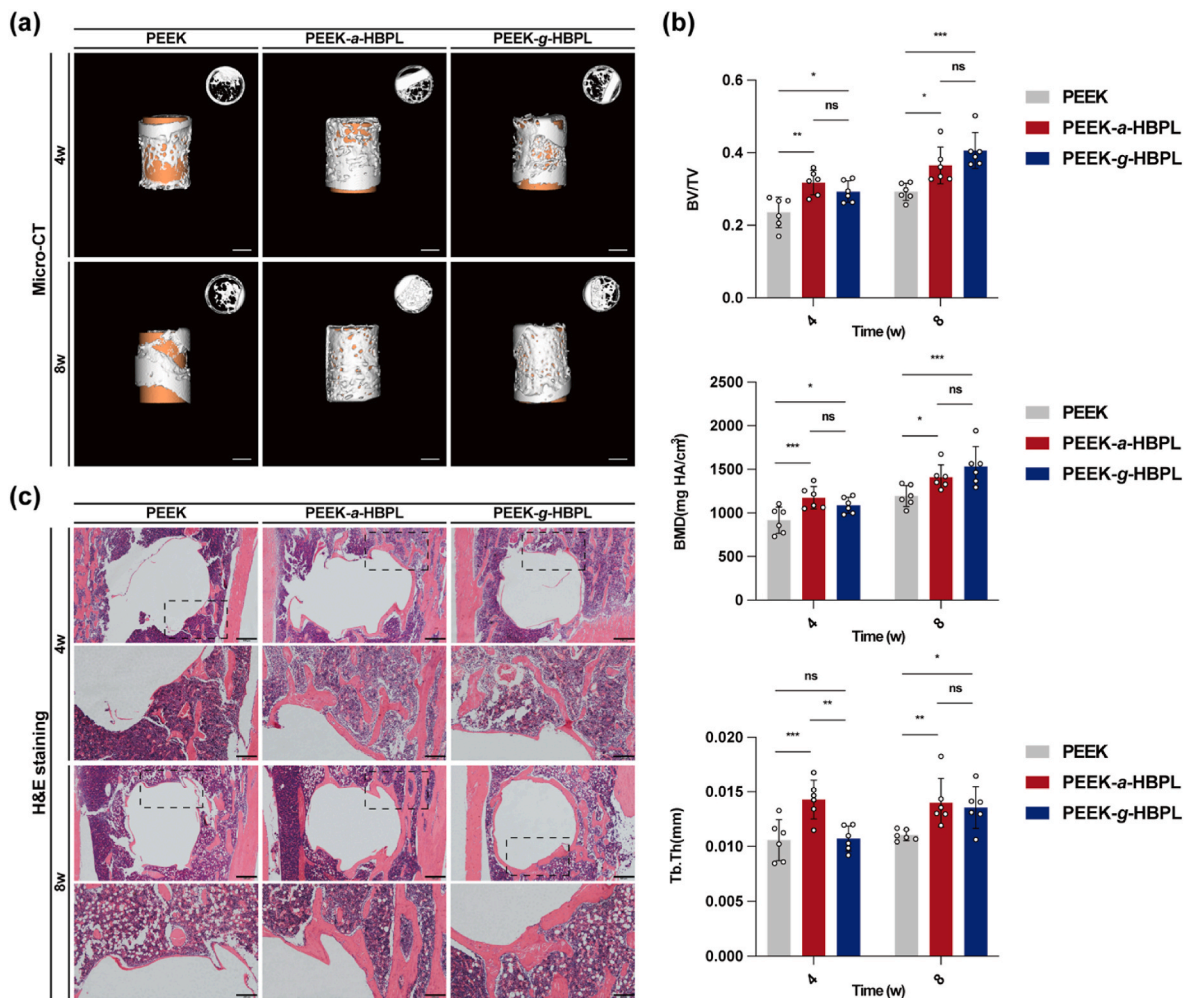 (a)
PEEK
PEEK-a-HBPL
PEEK-g-HBPL
Micro-CT
4w
8w
(b)
BV/TV
0.6
0.4
0.2
0.0
*
ns
**
***
ns
*
4
8
Time (w)
PEEK
PEEK-a-HBPL
PEEK-g-HBPL
BMD(mg HA/cm³)
2500
2000
1500
1000
500
0
*
ns
***
***
ns
*
4
8
Time (w)
PEEK
PEEK-a-HBPL
PEEK-g-HBPL
Tb.Th(mm)
0.020
0.015
0.010
0.005
0.000
ns
**
***
*
ns
**
4
8
Time (w)
PEEK
PEEK-a-HBPL
PEEK-g-HBPL
(c)
PEEK
PEEK-a-HBPL
PEEK-g-HBPL
H&E staining
4w
8w